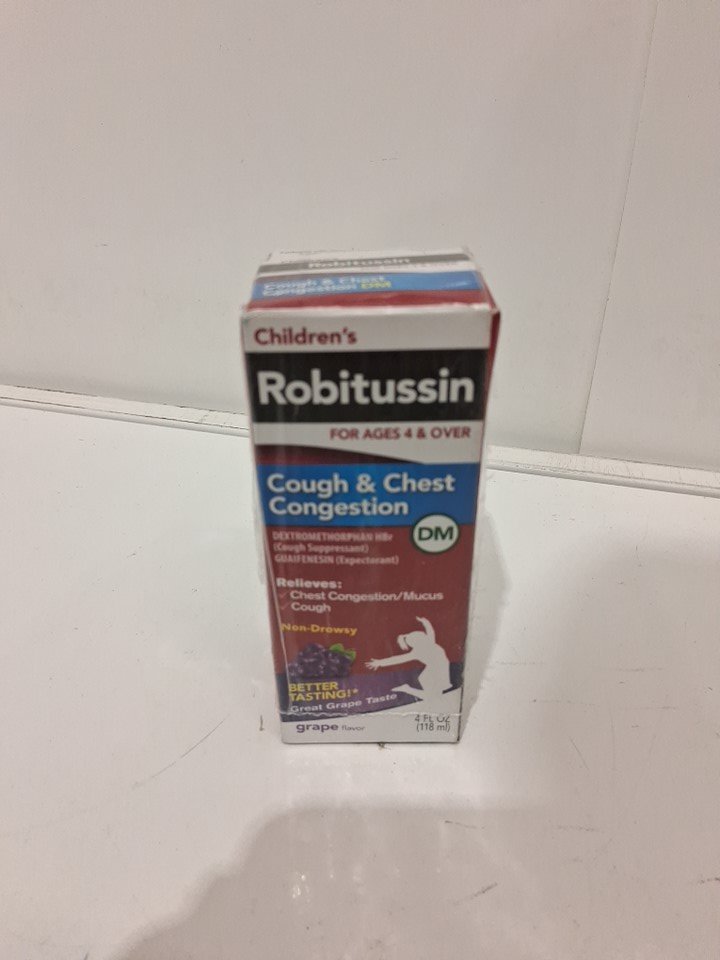 Robitussin
Cough & Chest
Congestion DM
Children's
Robitussin
FOR AGES 4 & OVER
Cough & Chest
Congestion
DM
DEXTROMETHORPHAN HBr
(Cough Suppressant)
GUAIFENESIN (Expectorant)
Relieves:
✓ Chest Congestion/Mucus
✓ Cough
Non-Drowsy
BETTER
TASTING!*
Great Grape Taste
grape flavor
4 FL OZ
(118 ml)